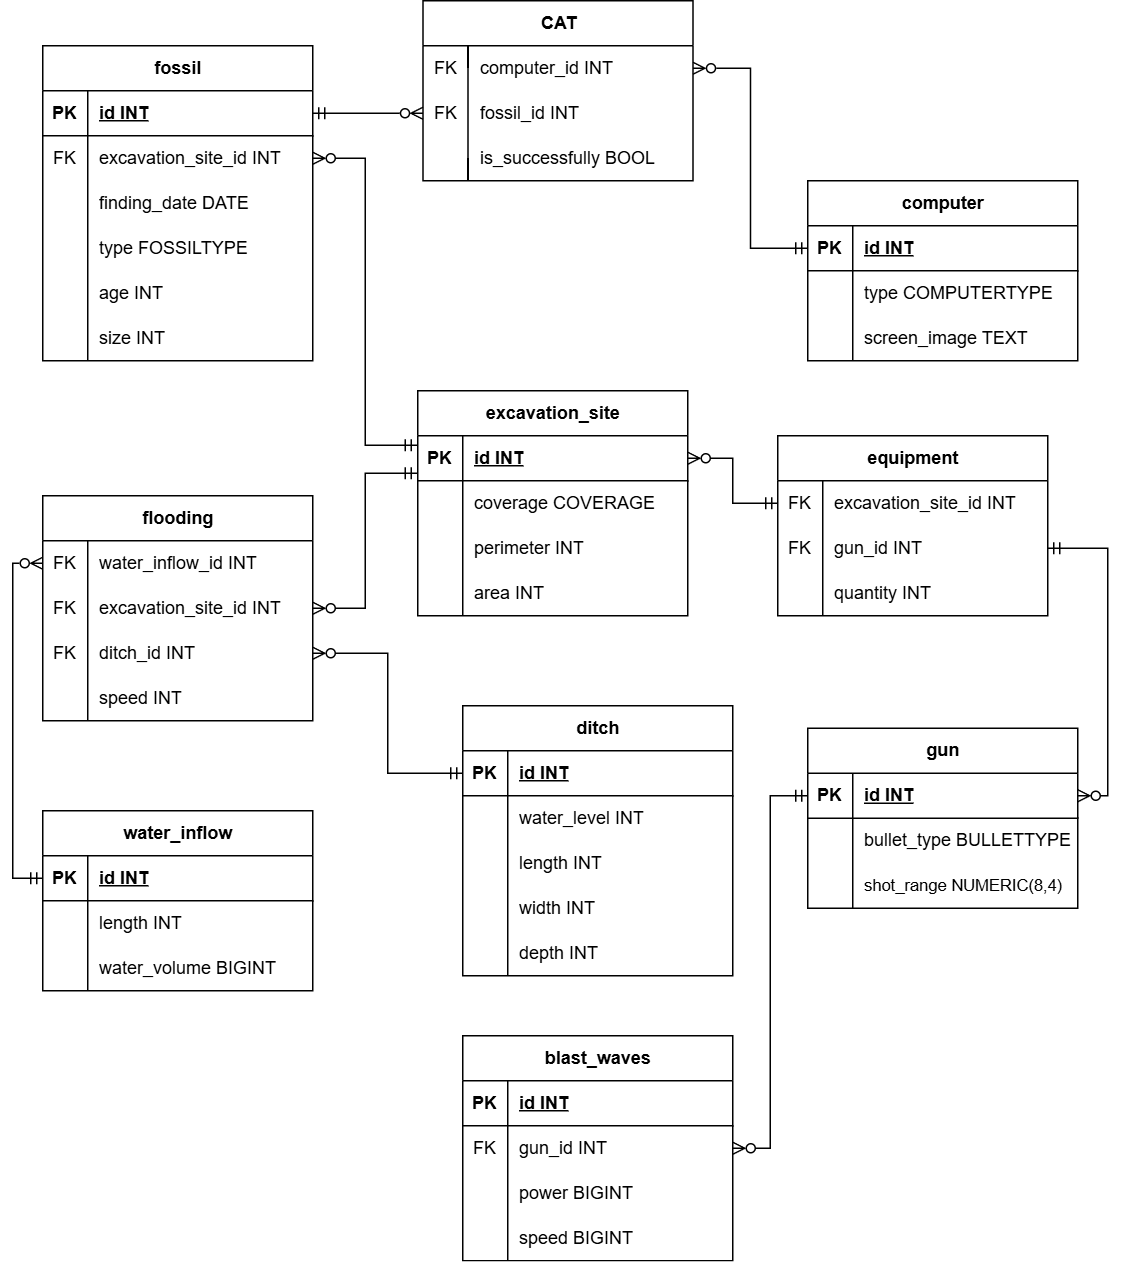 CAT
FK computer_id INT
FK fossil_id INT
is_successfully BOOL
fossil
PK id INT
FK excavation_site_id INT
finding_date DATE
type FOSSILTYPE
age INT
size INT
computer
PK id INT
type COMPUTERTYPE
screen_image TEXT
excavation_site
PK id INT
coverage COVERAGE
perimeter INT
area INT
equipment
FK excavation_site_id INT
FK gun_id INT
quantity INT
flooding
FK water_inflow_id INT
FK excavation_site_id INT
FK ditch_id INT
speed INT
ditch
PK id INT
water_level INT
length INT
width INT
depth INT
gun
PK id INT
bullet_type BULLETTYPE
shot_range NUMERIC(8,4)
water_inflow
PK id INT
length INT
water_volume BIGINT
blast_waves
PK id INT
FK gun_id INT
power BIGINT
speed BIGINT